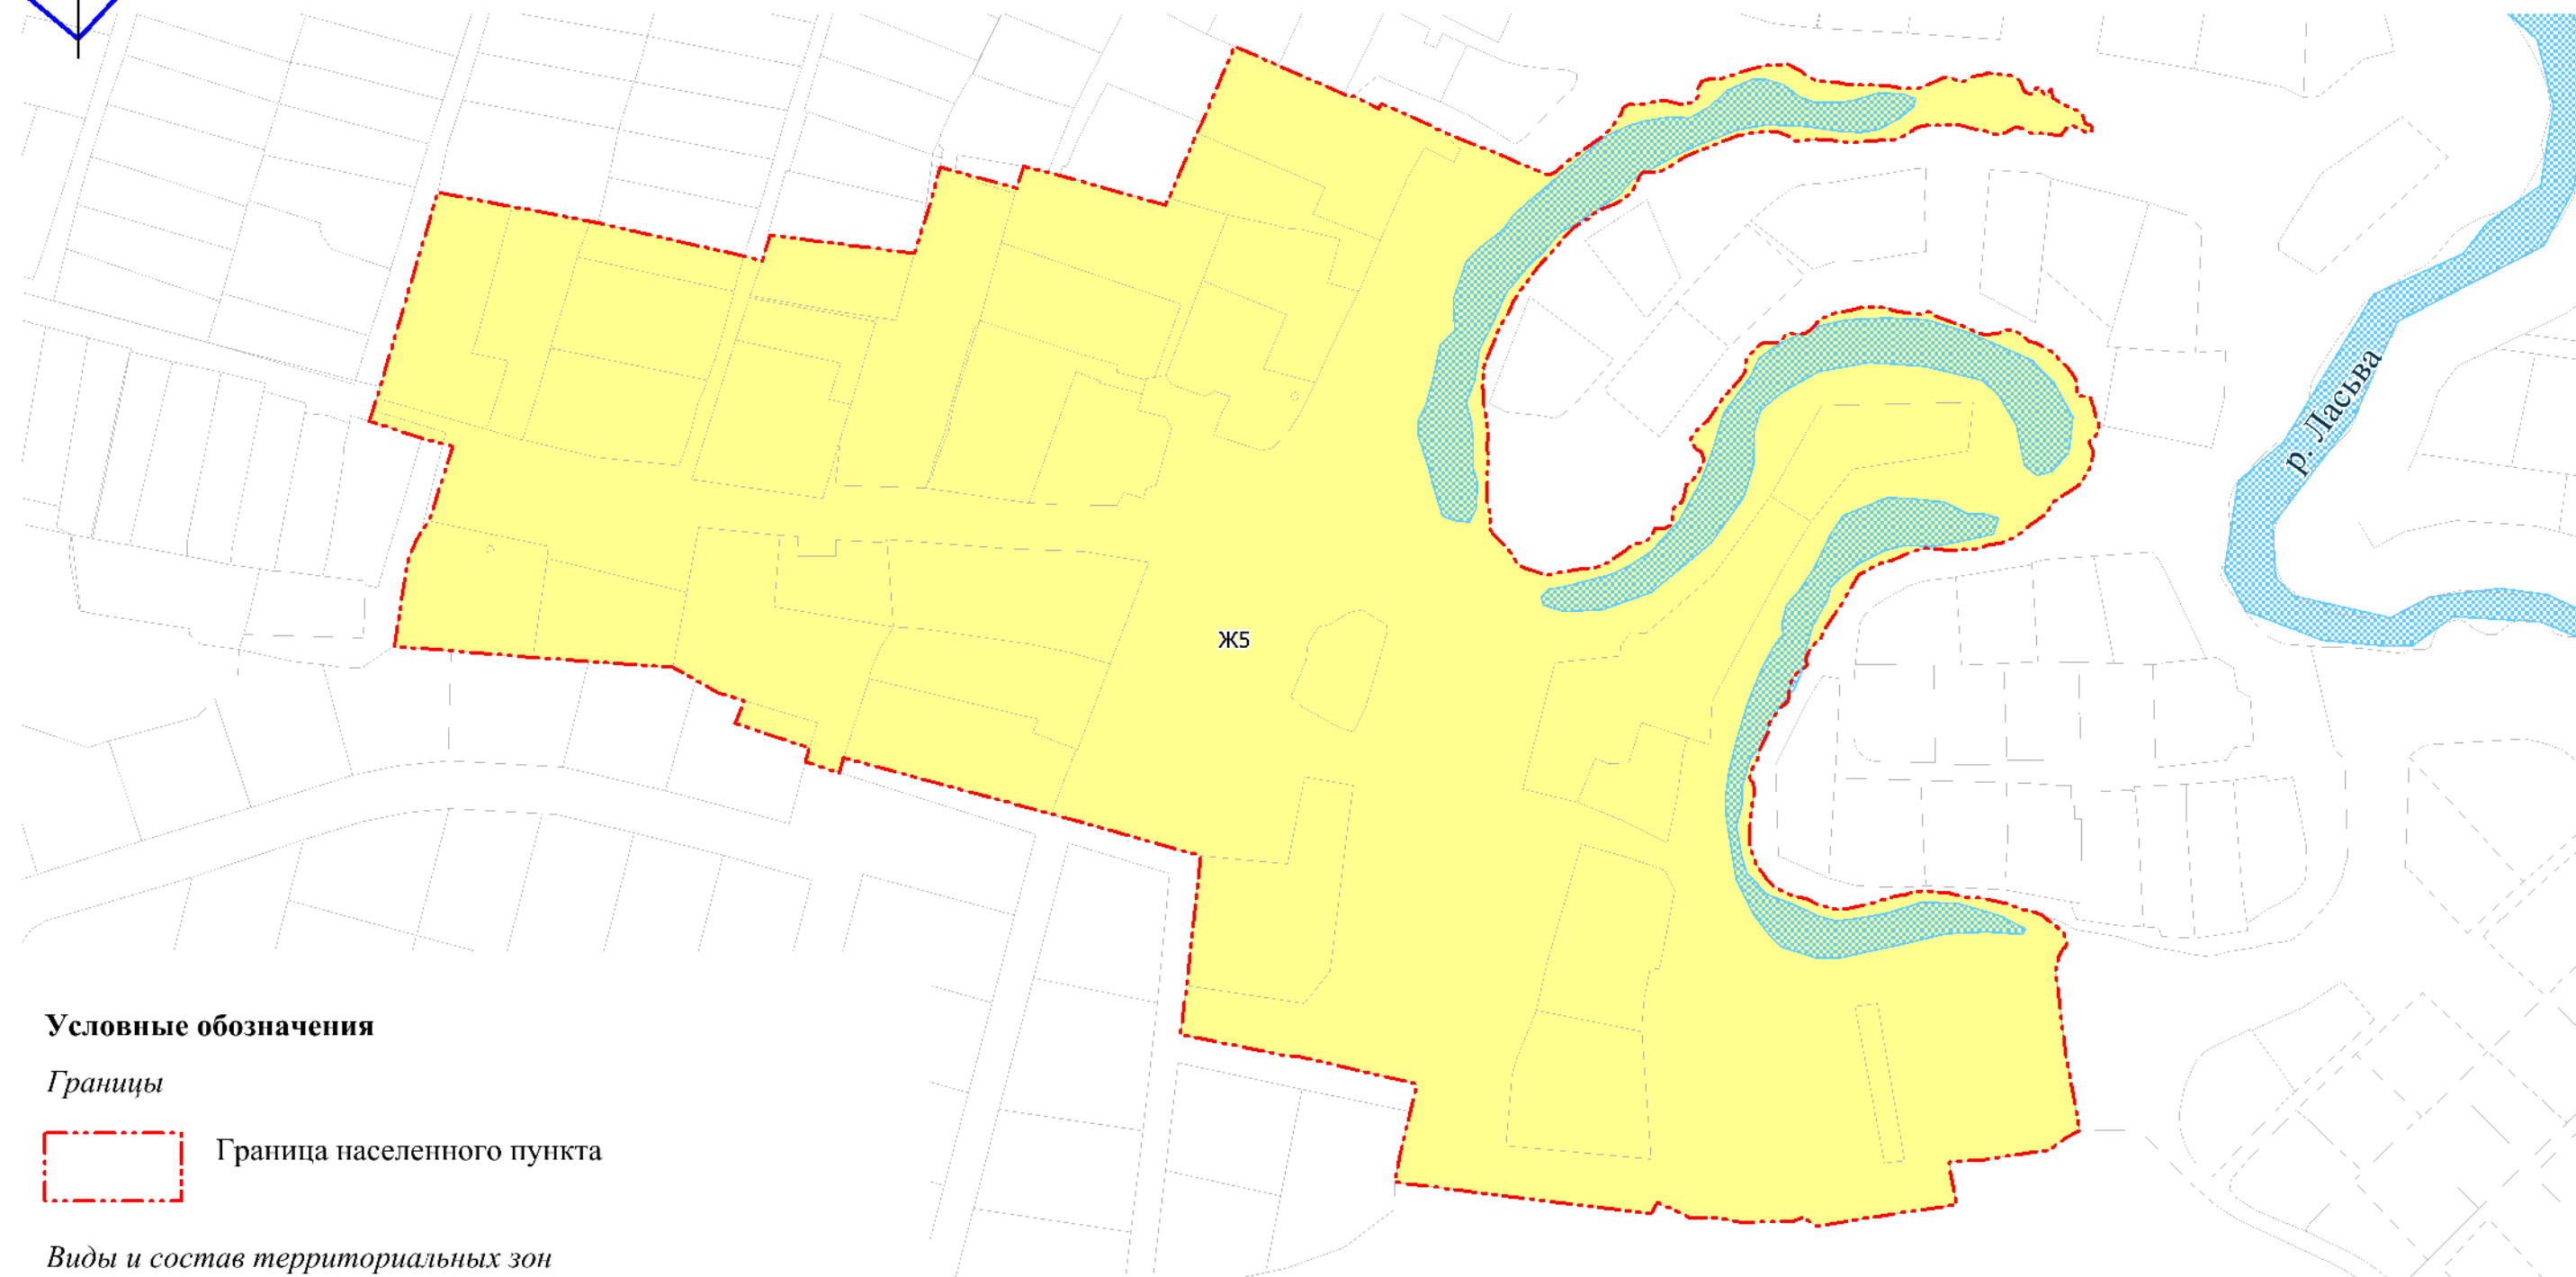 р. Ласьва
Ж5
Условные обозначения
Границы
Граница населенного пункта
Виды и состав территориальных зон